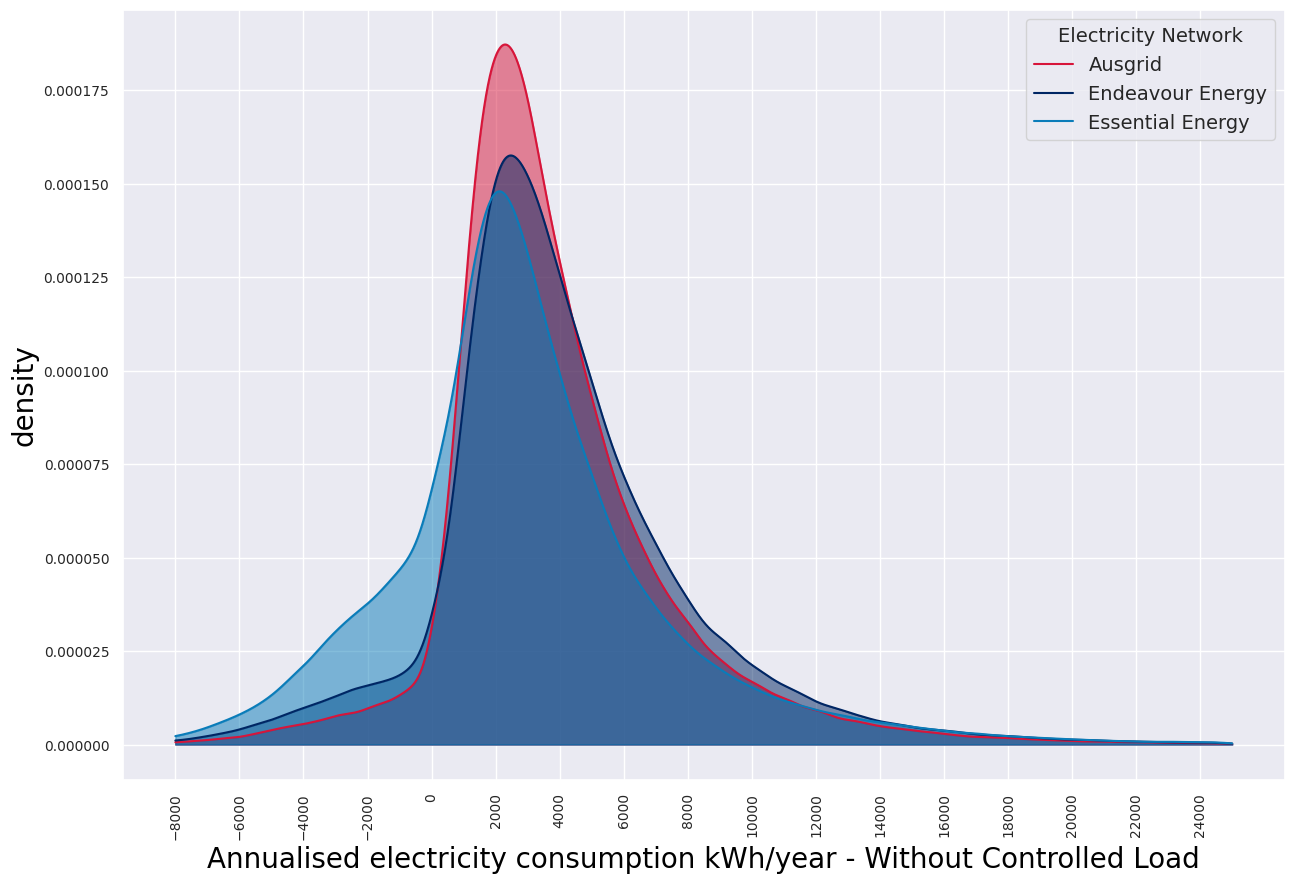 Electricity Network
Ausgrid
Endeavour Energy
Essential Energy
0.000175
0.000150
0.000125
0.000100
0.000075
0.000050
0.000025
0.000000
density
−8000 −6000 −4000 −2000 0 2000 4000 6000 8000 10000 12000 14000 16000 18000 20000 22000 24000
Annualised electricity consumption kWh/year - Without Controlled Load